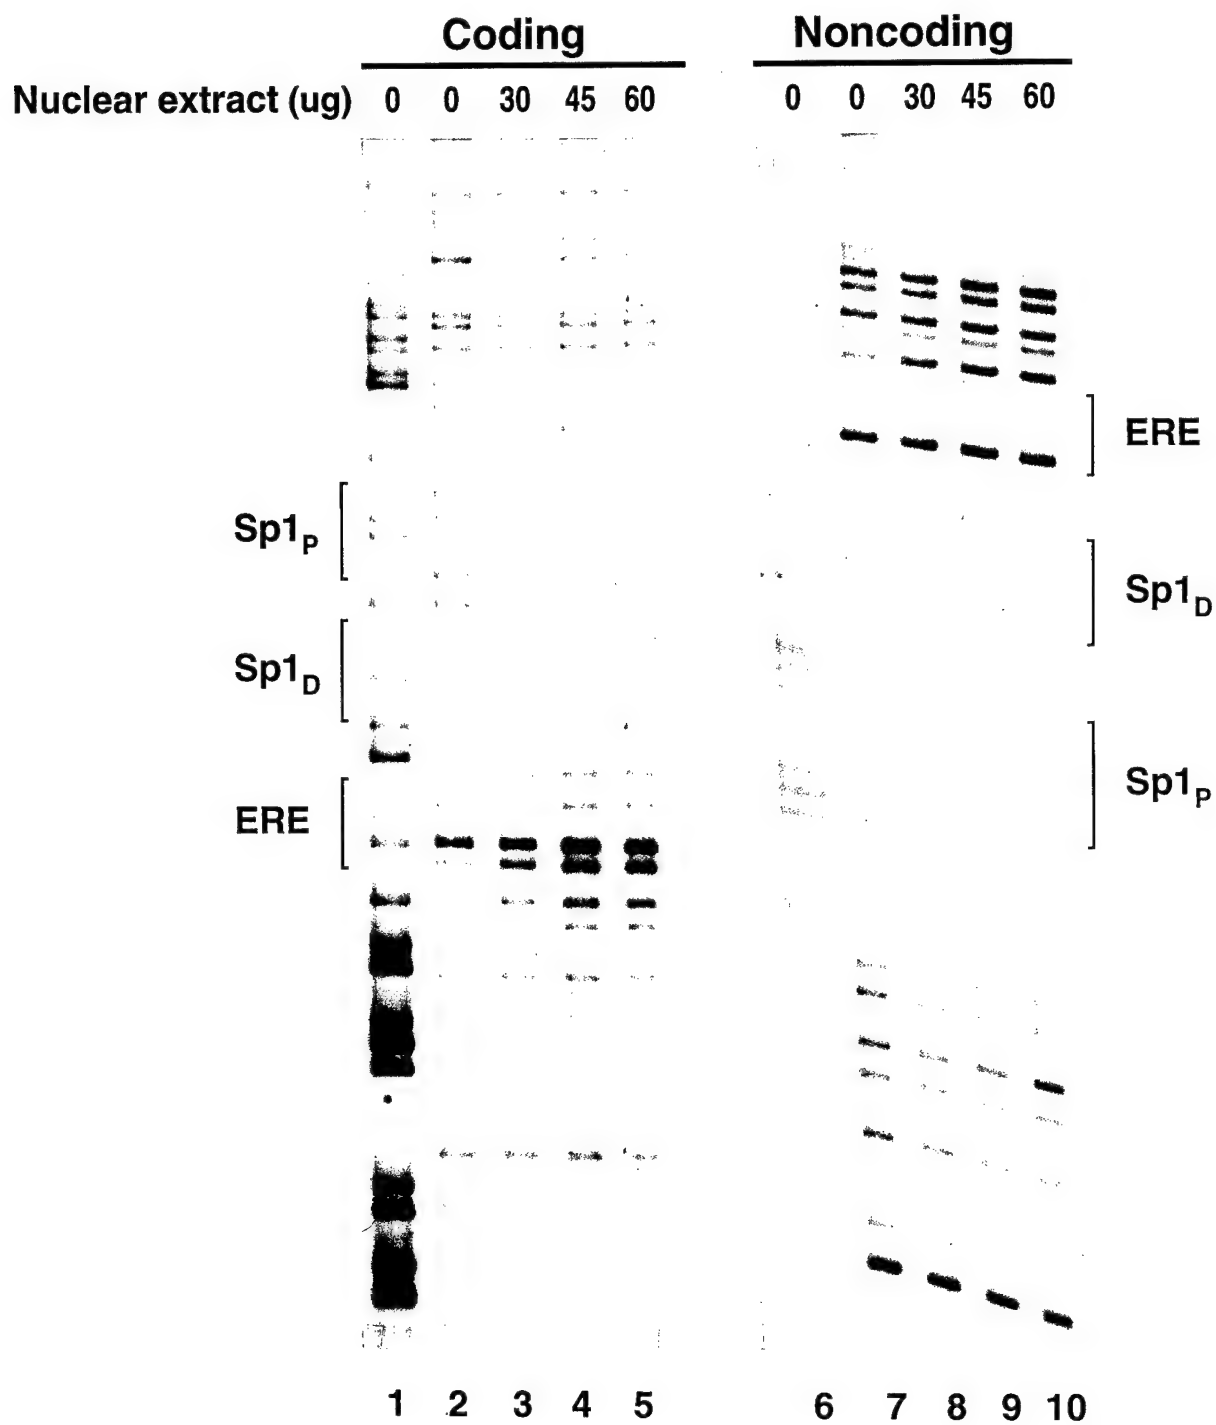 Coding Noncoding
Nuclear extract (ug) 0 0 30 45 60 0 0 30 45 60
ERE
Sp1P
Sp1D
Sp1D
Sp1P
ERE
1 2 3 4 5 6 7 8 9 10